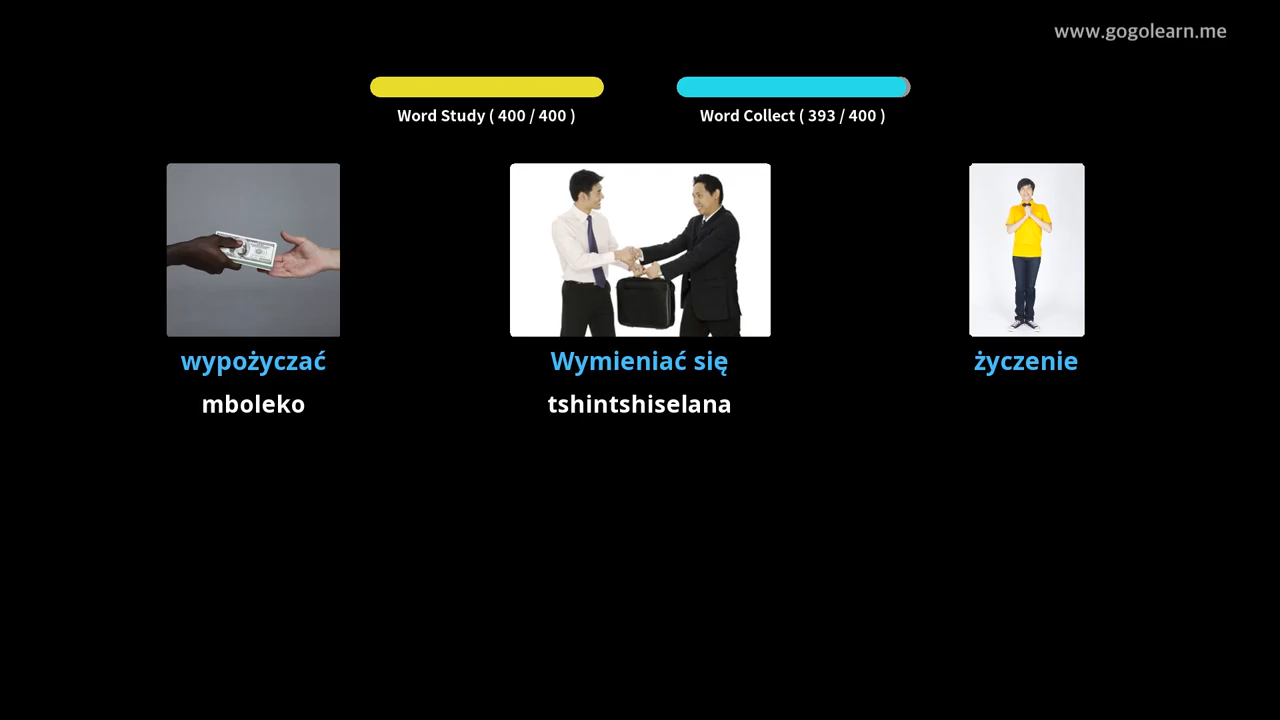 www.gogolearn.me
Word Study ( 400 / 400 )
Word Collect ( 393 / 400 )
wypożyczać
Wymieniać się
życzenie
mboleko
tshintshiselana